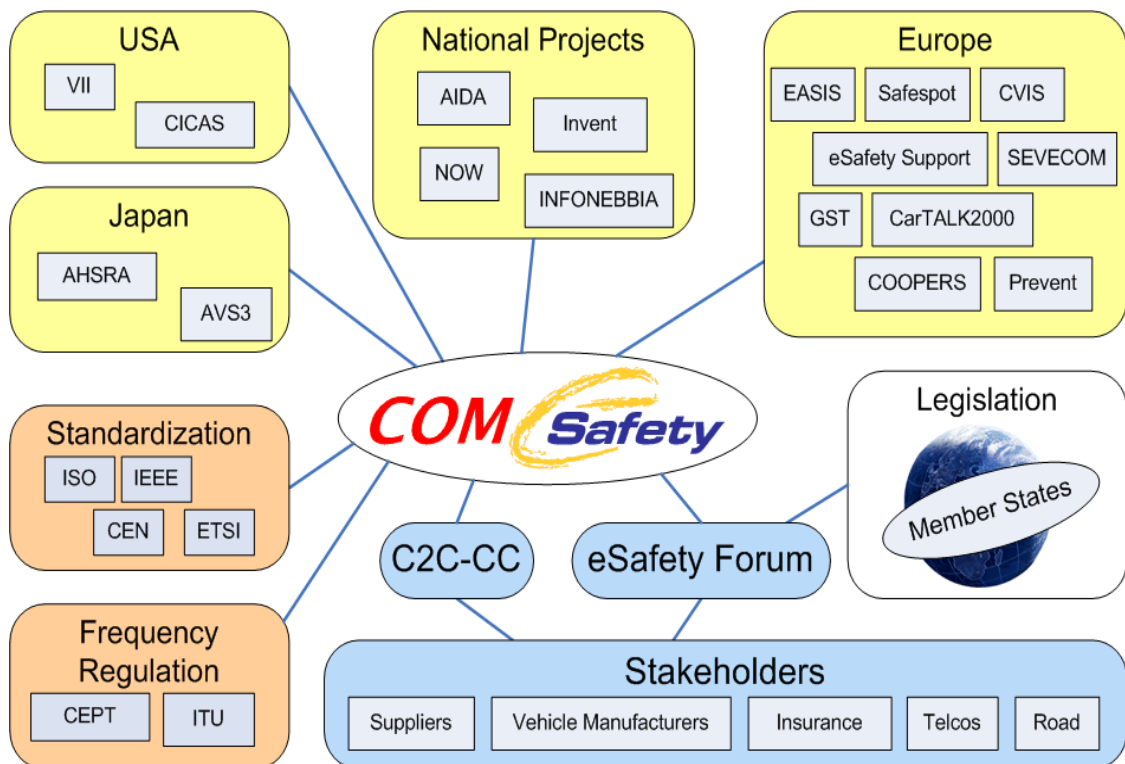 USA
VII
CICAS
National Projects
AIDA
Invent
NOW
INFONEBBIA
Europe
EASIS
Safespot
CVIS
eSafety Support
SEVECOM
GST
CarTALK2000
COOPERS
Prevent
Japan
AHSRA
AVS3
COM Safety
Legislation
Member States
Standardization
ISO
IEEE
CEN
ETSI
C2C-CC
eSafety Forum
Frequency
Regulation
CEPT
ITU
Stakeholders
Suppliers
Vehicle Manufacturers
Insurance
Telcos
Road